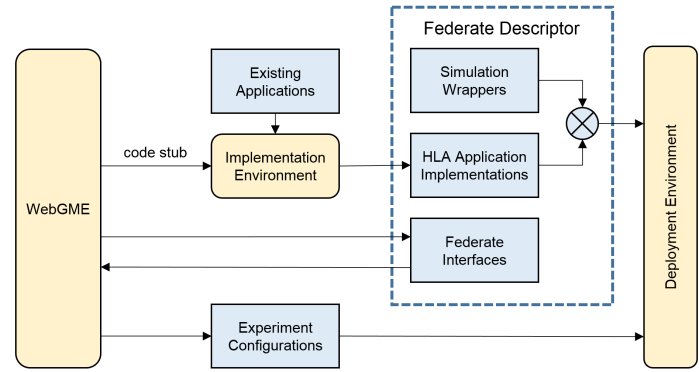 Federate Descriptor
Existing
Applications
Simulation
Wrappers
code stub
Implementation
Environment
HLA Application
Implementations
WebGME
Federate
Interfaces
Experiment
Configurations
Deployment Environment